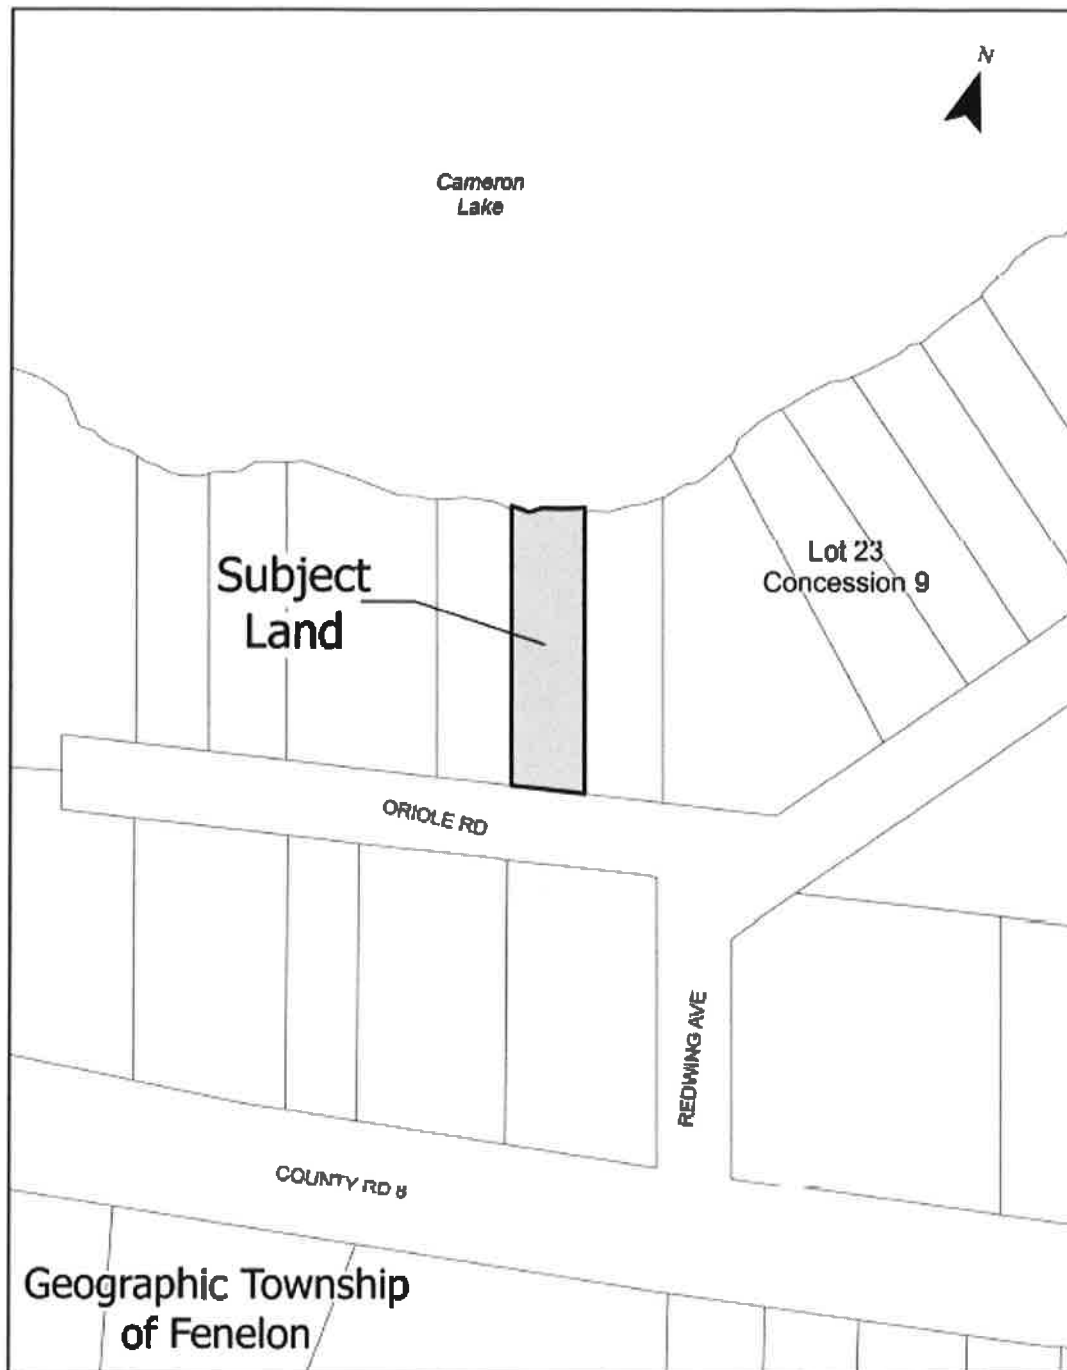 N
Cameron
Lake
Subject
Land
Lot 23
Concession 9
ORIOLE RD
REDWING AVE
COUNTY RD 8
Geographic Township
of Fenelon